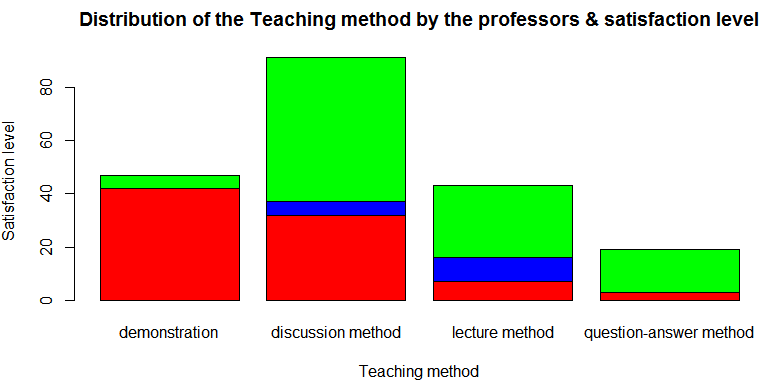 Distribution of the Teaching method by the professors & satisfaction level
Satisfaction level
80
60
40
20
0
demonstration
discussion method
lecture method
question-answer method
Teaching method